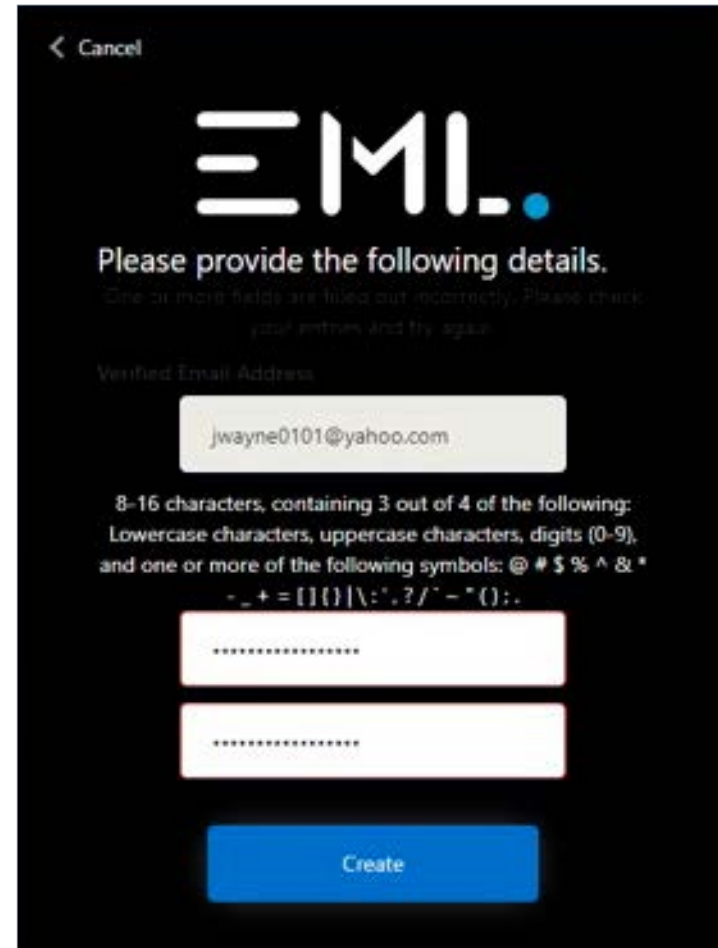 Cancel
EML.
Please provide the following details.
One or more fields are filled out incorrectly. Please check
your entries and try again
Verified Email Address
jwayne0101@yahoo.com
8-16 characters, containing 3 out of 4 of the following:
Lowercase characters, uppercase characters, digits (0-9),
and one or more of the following symbols: @ # $ % ^ & *
- _ + = [ ] { } | \ : ' , . ? / ` ~ " ( ) ; .
Create